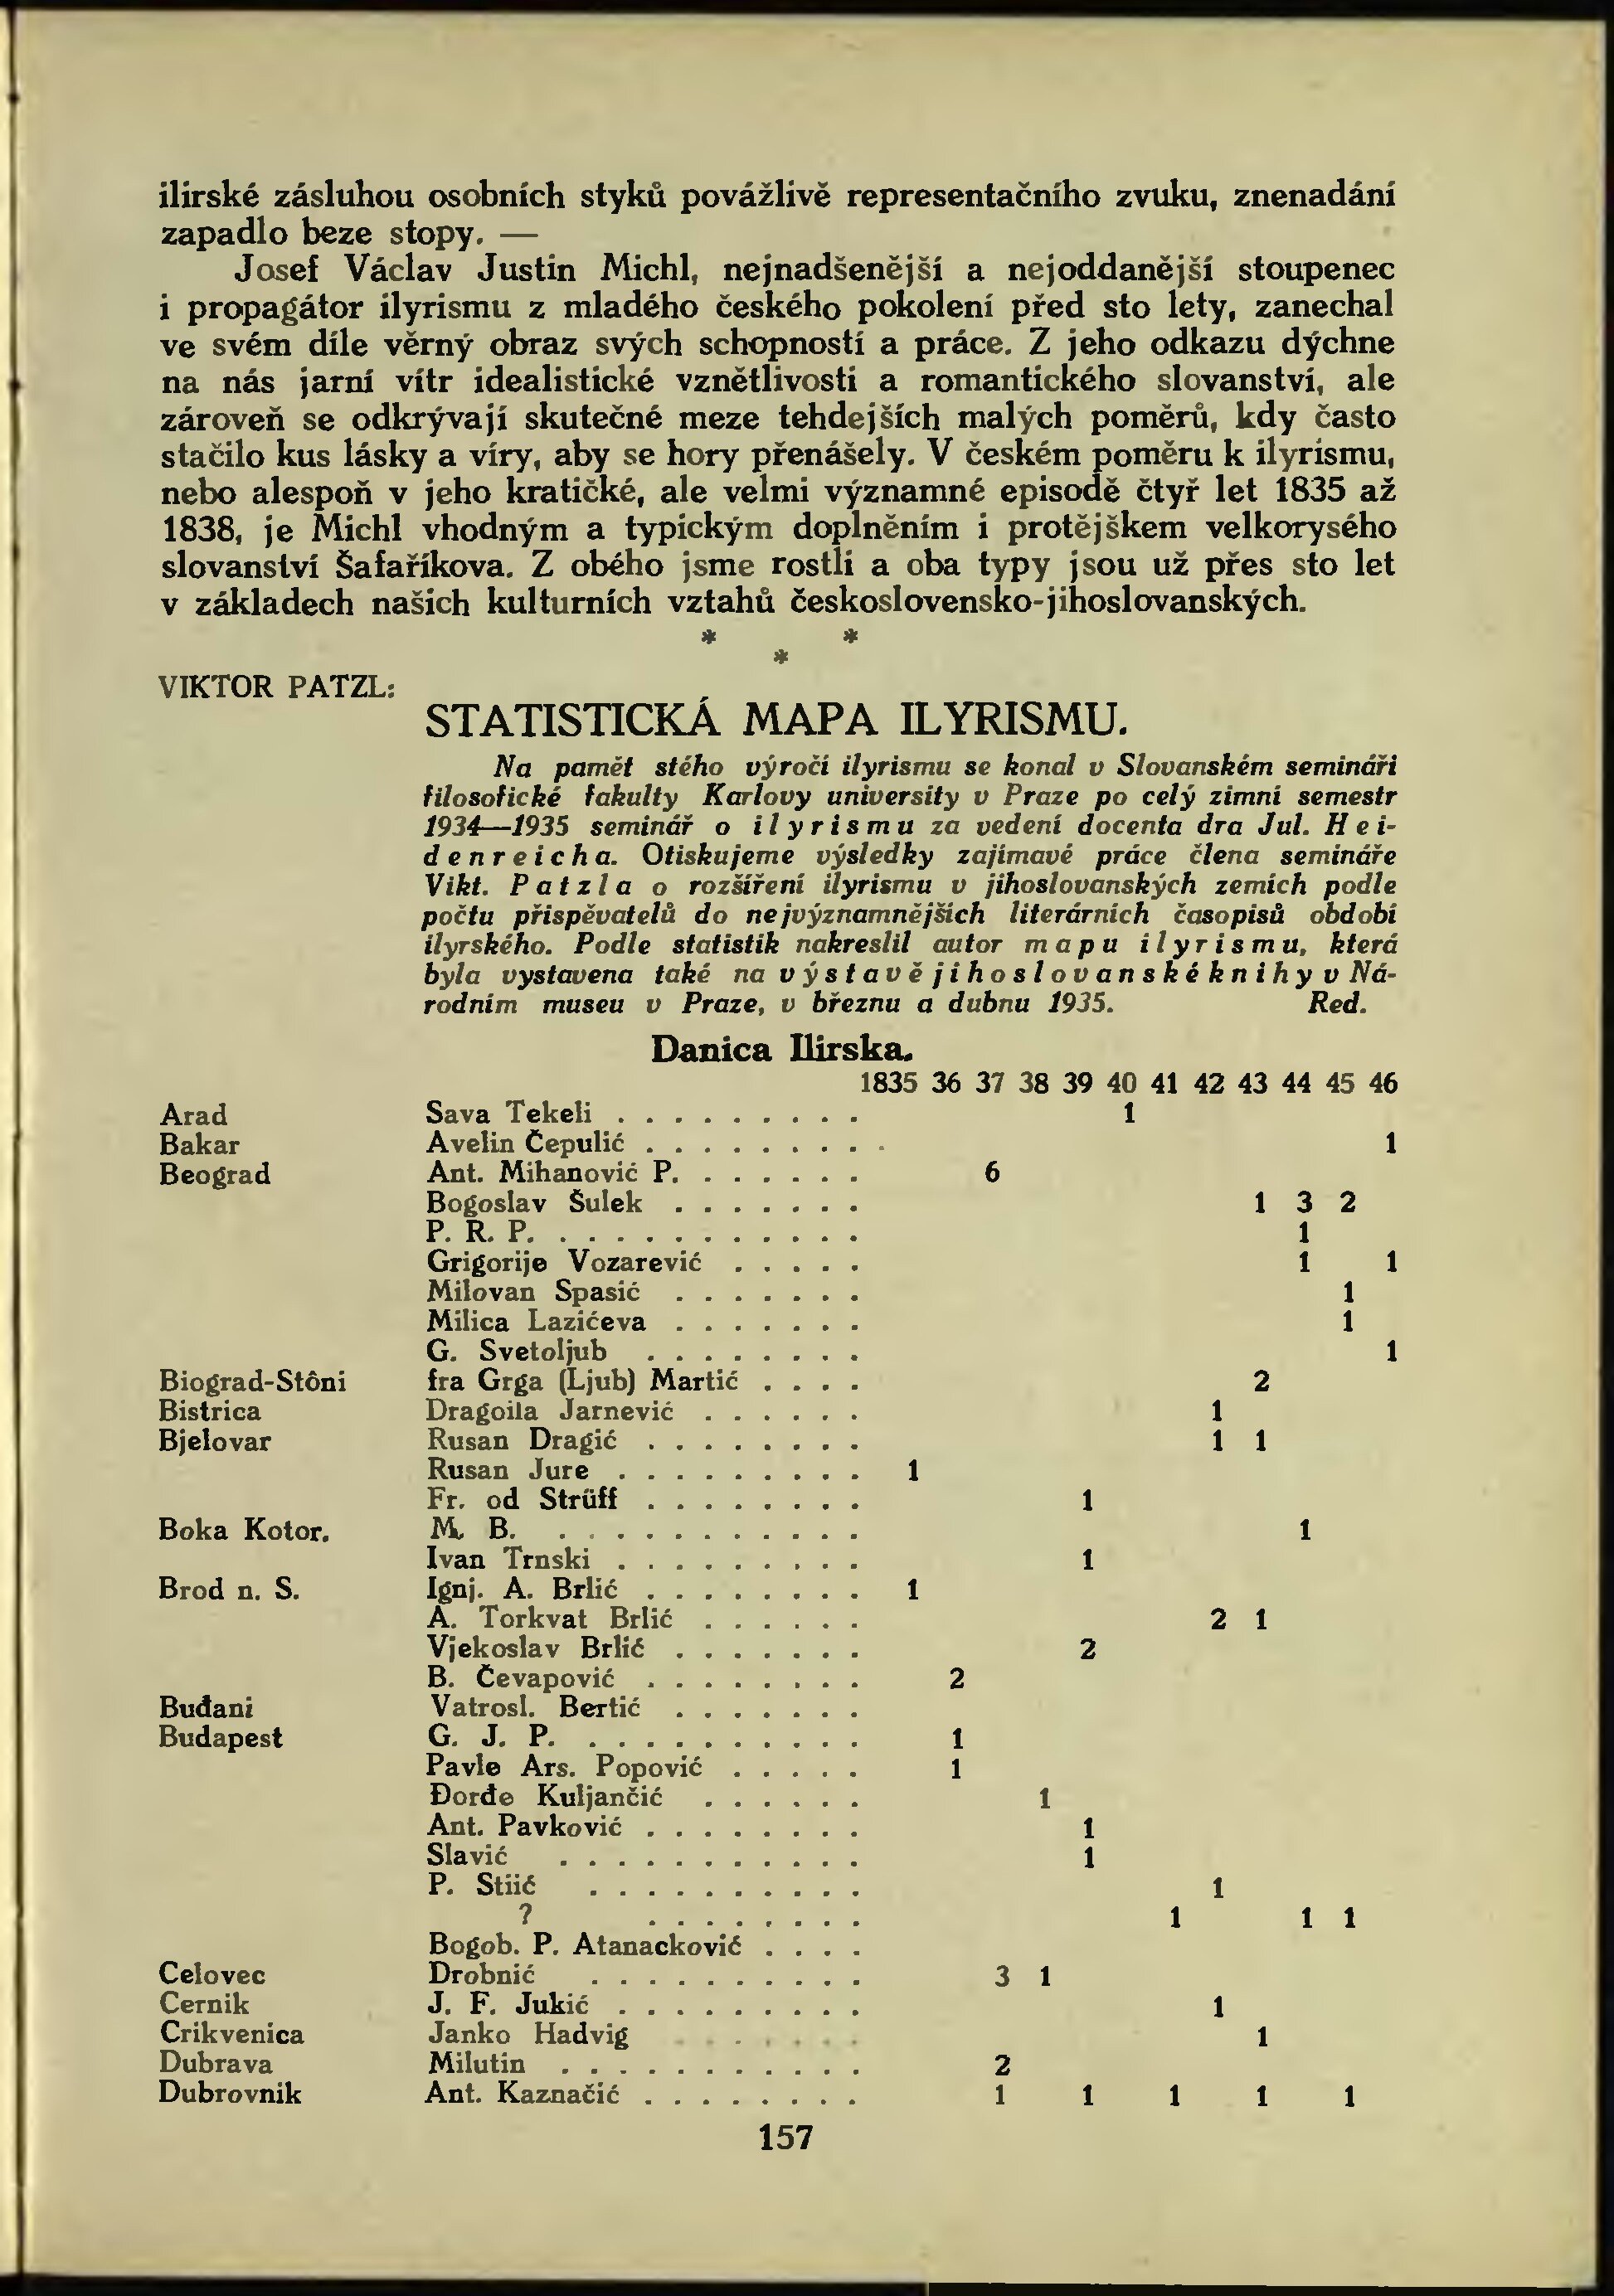 ilirské zásluhou osobních styků povážlivě representačního zvuku, znenadání
zapadlo beze stopy. —
Josef Václav Justin Michl, nejnadšenější a nejoddanější stoupenec
i propagátor ilyrismu z mladého českého pokolení před sto lety, zanechal
ve svém díle věrný obraz svých schopností a práce. Z jeho odkazu dýchne
na nás jarní vítr idealistické vznětlivosti a romantického slovanství, ale
zároveň se odkrývají skutečné meze tehdejších malých poměrů, kdy často
stačilo kus lásky a víry, aby se hory přenášely. V českém poměru k ilyrismu,
nebo alespoň v jeho kratičké, ale velmi významné episodě čtyř let 1835 až
1838, je Michl vhodným a typickým doplněním i protějškem velkorysého
slovanství Šafaříkova. Z obého jsme rostli a oba typy jsou už přes sto let
v základech našich kulturních vztahů československo-jihoslovanských.
* *
*
VIKTOR PATZL:
STATISTICKÁ MAPA ILYRISMU.
Na paměť stého výročí ilyrismu se konal v Slovanském semináři
filosofické fakulty Karlovy university v Praze po celý zimní semestr
1934—1935 seminář o ilyrismu za vedení docenta dra Jul. Hei-
denreicha. Otiskujeme výsledky zajímavé práce člena semináře
Vikt. Patzla o rozšíření ilyrismu v jihoslovanských zemích podle
počtu přispěvatelů do nejvýznamnějších literárních časopisů období
ilyrského. Podle statistik nakreslil autor mapu ilyrismu, která
byla vystavena také na výstavě jihoslovanské knihy v Ná-
rodním museu v Praze, v březnu a dubnu 1935. Red.
Danica Ilirska.
1835 36 37 38 39 40 41 42 43 44 45 46
Arad Sava Tekeli . . . . . . . . . 1
Bakar Avelin Čepulić . . . . . . . . . 1
Beograd Ant. Mihanović P. . . . . . . 6
Bogoslav Šulek . . . . . . . 1 3 2
P. R. P. . . . . . . . . . . . 1
Grigorije Vozarević . . . . . 1 1
Milovan Spasić . . . . . . . 1
Milica Lazićeva . . . . . . . 1
G. Svetoljub . . . . . . . . 1
Biograd-Stôni fra Grga (Ljub) Martić . . . . 2
Bistrica Dragoila Jarnević . . . . . . 1
Bjelovar Rusan Dragić . . . . . . . . 1 1
Rusan Jure . . . . . . . . . 1
Fr. od Strüff . . . . . . . . 1
Boka Kotor. M. B. . . . . . . . . . . . 1
Ivan Trnski . . . . . . . . . 1
Brod n. S. Ignj. A. Brlić . . . . . . . . 1
A. Torkvat Brlić . . . . . . 2 1
Vjekoslav Brlić . . . . . . . 2
B. Čevapović . . . . . . . . 2
Buđani Vatrosl. Bertić . . . . . . .
Budapest G. J. P. . . . . . . . . . . 1
Pavle Ars. Popović . . . . . 1
Đorđe Kuljančić . . . . . . 1
Ant. Pavković . . . . . . . . 1
Slavić . . . . . . . . . . . 1
P. Stiić . . . . . . . . . . 1
? . . . . . . . . 1 1 1
Bogob. P. Atanacković . . . .
Celovec Drobnić . . . . . . . . . . 3 1
Cernik J. F. Jukić . . . . . . . . . 1
Crikvenica Janko Hadvig . . . . . . . 1
Dubrava Milutin . . . . . . . . . . . 2
Dubrovnik Ant. Kaznačić . . . . . . . . 1 1 1 1 1
157